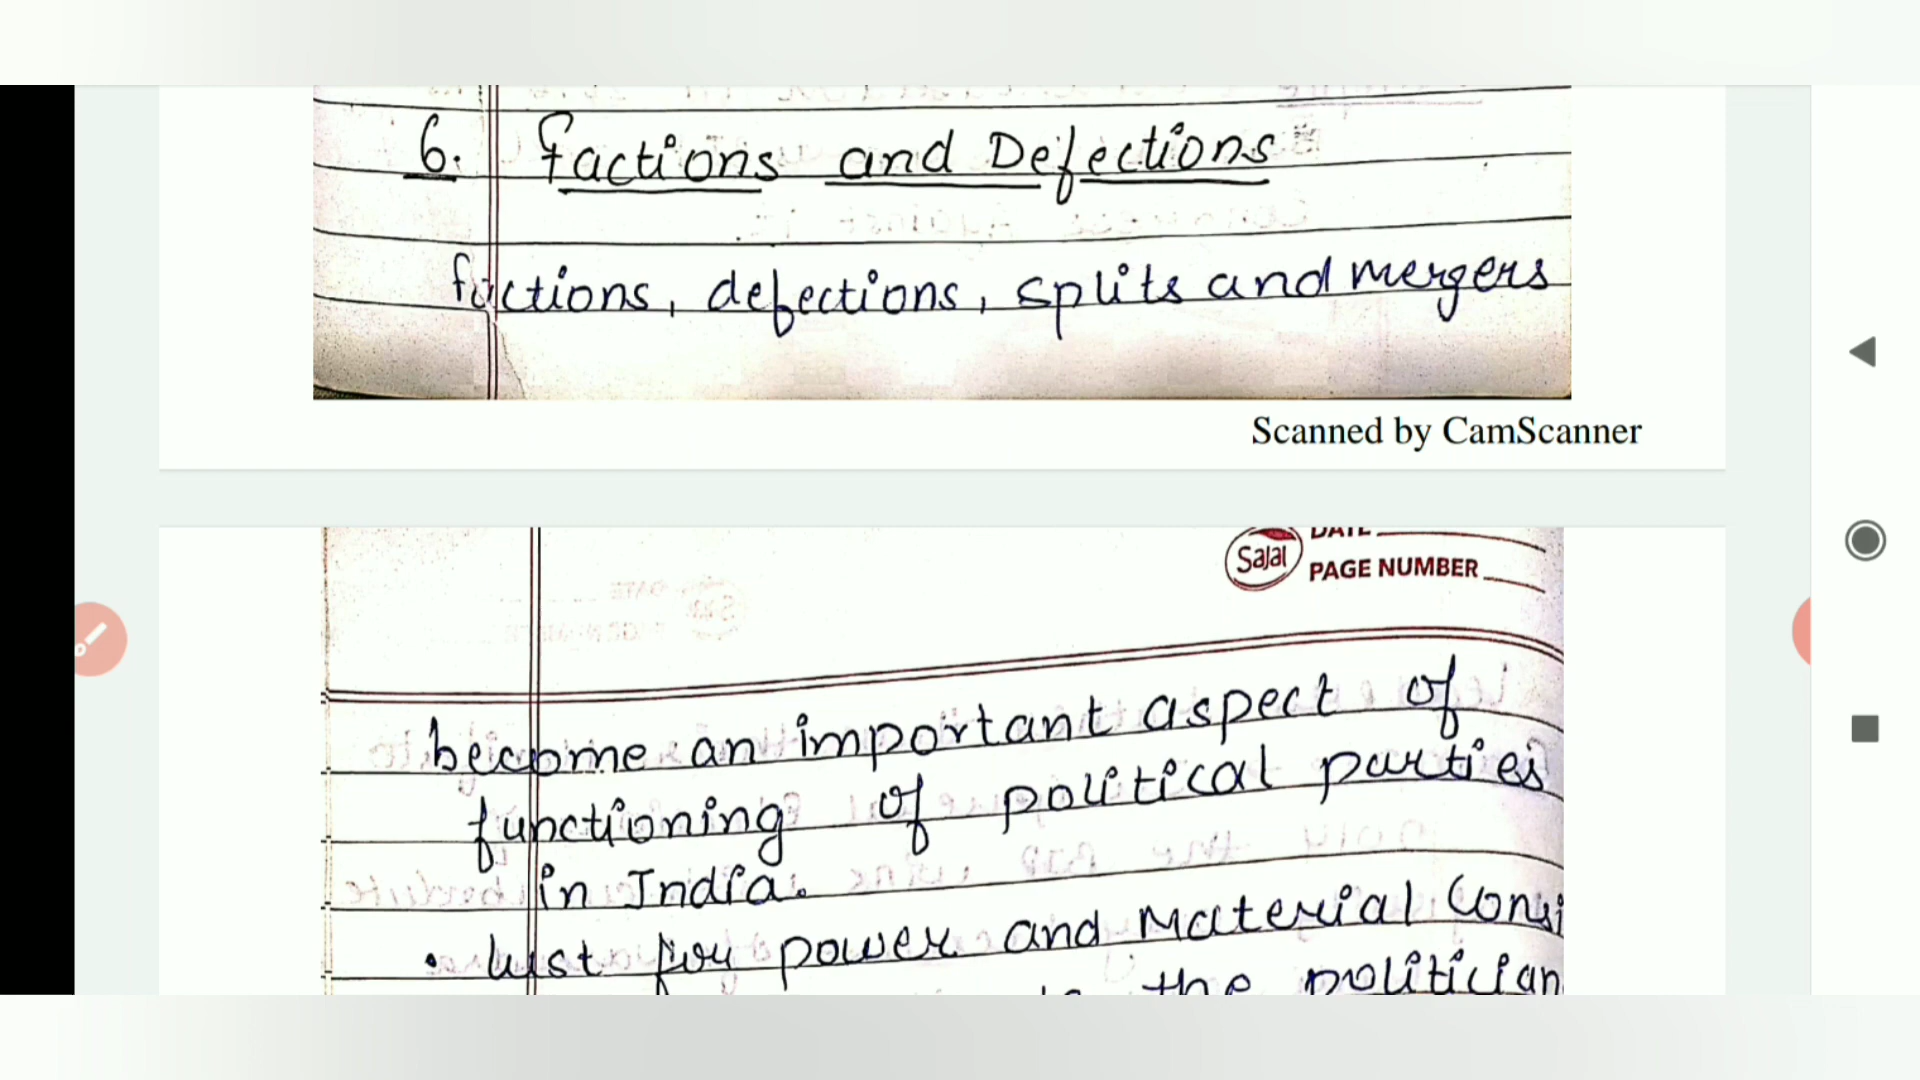 6. Factions and Defections
factions, defections, splits and mergers
Scanned by CamScanner
Sajal
DATE
PAGE NUMBER
become an important aspect of
functioning of political parties
in India.
• lust for power and Material Consi
the politician